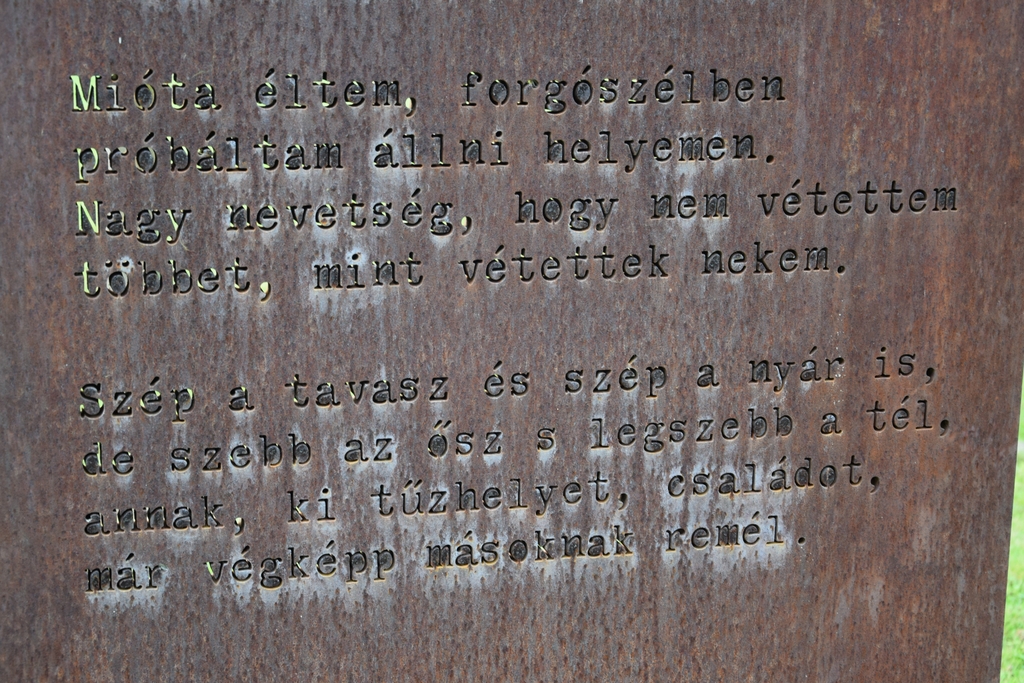 Mióta éltem, forgószélben
próbáltam állni helyemen.
Nagy nevetség, hogy nem vétettem
többet, mint vétettek nekem.
Szép a tavasz és szép a nyár is,
de szebb az ősz s legszebb a tél,
annak, ki tűzhelyet, családot,
már végképp másoknak remél.